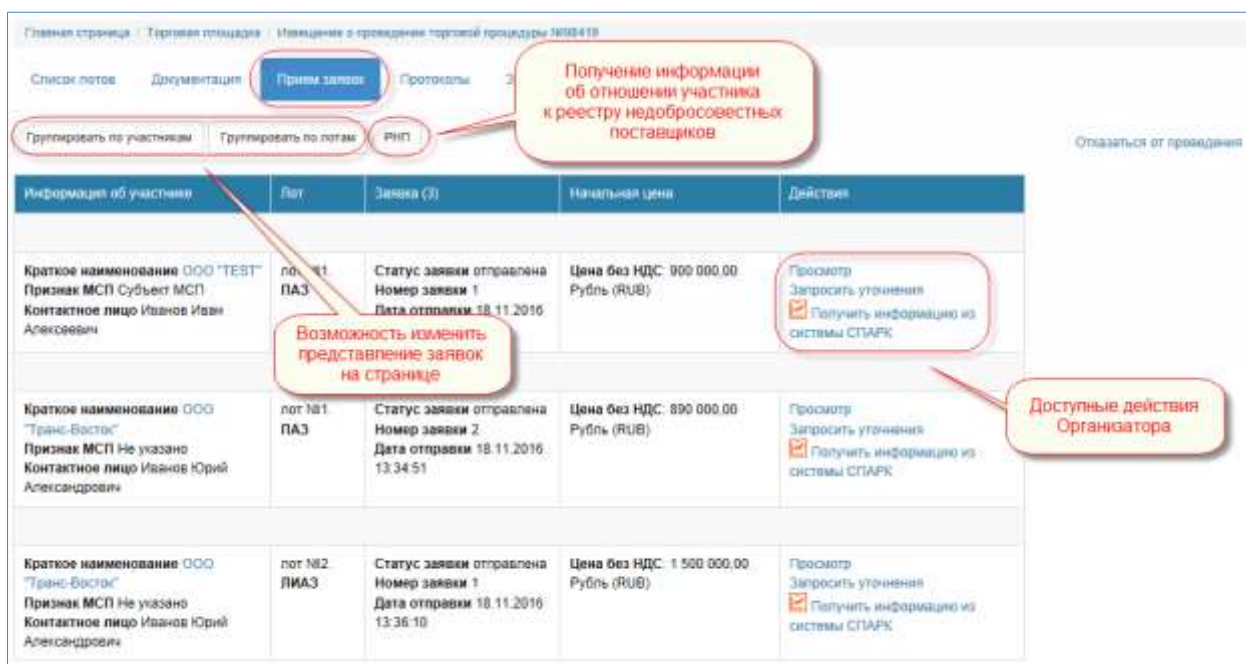 Главная страница / Торговая площадка / Извещение о проведении торговой процедуры №98418
Список лотов Документация Прием заявок Протоколы З
Получение информации
об отношении участника
к реестру недобросовестных
поставщиков
Группировать по участникам Группировать по лотам РНП
Отказаться от проведения
Информация об участнике Лот Заявка (3) Начальная цена Действия
Краткое наименование ООО "TEST"
Признак МСП Субъект МСП
Контактное лицо Иванов Иван
Алексеевич
лот №1.
ПАЗ
Статус заявки отправлена
Номер заявки 1
Дата отправки 18.11.2016
Цена без НДС: 900 000,00
Рубль (RUB)
Просмотр
Запросить уточнения
Получить информацию из
системы СПАРК
Возможность изменить
представление заявок
на странице
Доступные действия
Организатора
Краткое наименование ООО
"Транс-Восток"
Признак МСП Не указано
Контактное лицо Иванов Юрий
Александрович
лот №1.
ПАЗ
Статус заявки отправлена
Номер заявки 2
Дата отправки 18.11.2016
13:34:51
Цена без НДС: 890 000,00
Рубль (RUB)
Просмотр
Запросить уточнения
Получить информацию из
системы СПАРК
Краткое наименование ООО
"Транс-Восток"
Признак МСП Не указано
Контактное лицо Иванов Юрий
Александрович
лот №2.
ЛИАЗ
Статус заявки отправлена
Номер заявки 1
Дата отправки 18.11.2016
13:36:10
Цена без НДС: 1 500 000,00
Рубль (RUB)
Просмотр
Запросить уточнения
Получить информацию из
системы СПАРК